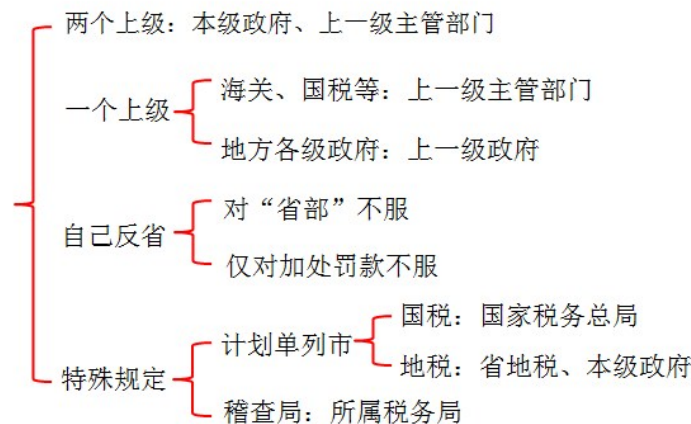 两个上级：本级政府、上一级主管部门
一个上级
海关、国税等：上一级主管部门
地方各级政府：上一级政府
自己反省
对“省部”不服
仅对加处罚款不服
特殊规定
计划单列市
国税：国家税务总局
地税：省地税、本级政府
稽查局：所属税务局